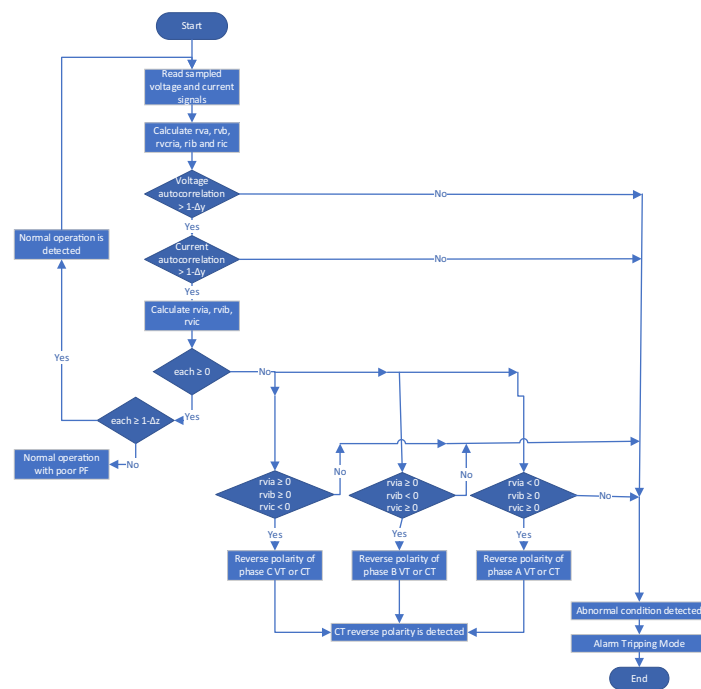 Start
Read sampled
voltage and current
signals
Calculate rva, rvb,
rvcria, rib and ric
Voltage
autocorrelation
> 1-Δy
No
Yes
Normal operation is
detected
Current
autocorrelation
> 1-Δy
No
Yes
Calculate rvia, rvib,
rvic
Yes
each ≥ 0
No
Yes
each ≥ 1-Δz
No
Normal operation
with poor PF
rvia ≥ 0
rvib ≥ 0
rvic < 0
No
rvia ≥ 0
rvib < 0
rvic ≥ 0
No
rvia < 0
rvib ≥ 0
rvic ≥ 0
No
Yes
Yes
Yes
Reverse polarity of
phase C VT or CT
Reverse polarity of
phase B VT or CT
Reverse polarity of
phase A VT or CT
Abnormal condition detected
CT reverse polarity is detected
Alarm Tripping Mode
End